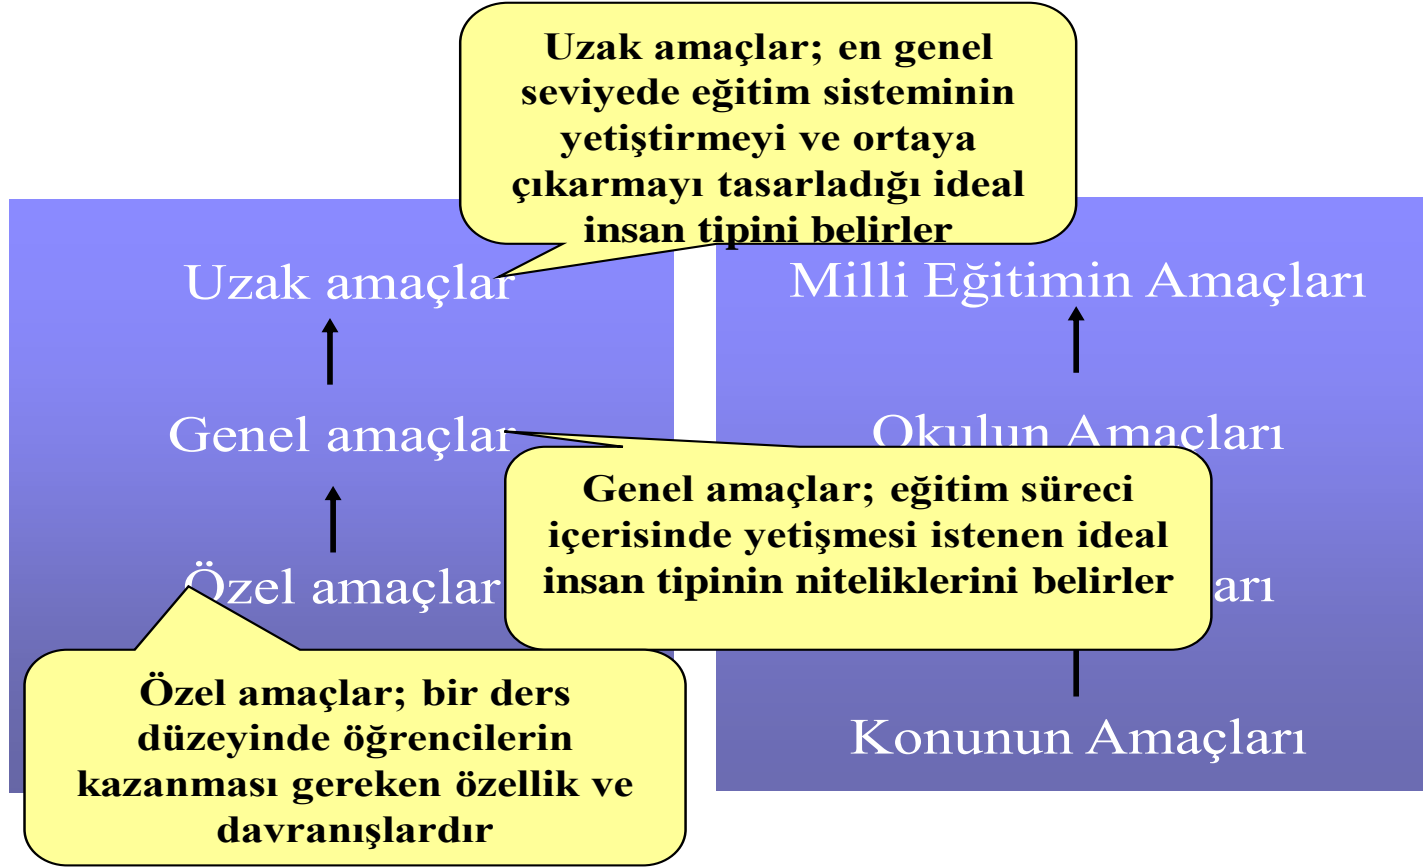 Uzak amaçlar; en genel
seviyede eğitim sisteminin
yetiştirmeyi ve ortaya
çıkarmayı tasarladığı ideal
insan tipini belirler
Uzak amaçlar
Genel amaçlar
Özel amaçlar
Özel amaçlar; bir ders
düzeyinde öğrencilerin
kazanması gereken özellik ve
davranışlardır
Milli Eğitimin Amaçları
Okulun Amaçları
Genel amaçlar; eğitim süreci
içerisinde yetişmesi istenen ideal
insan tipinin niteliklerini belirler
Konunun Amaçları